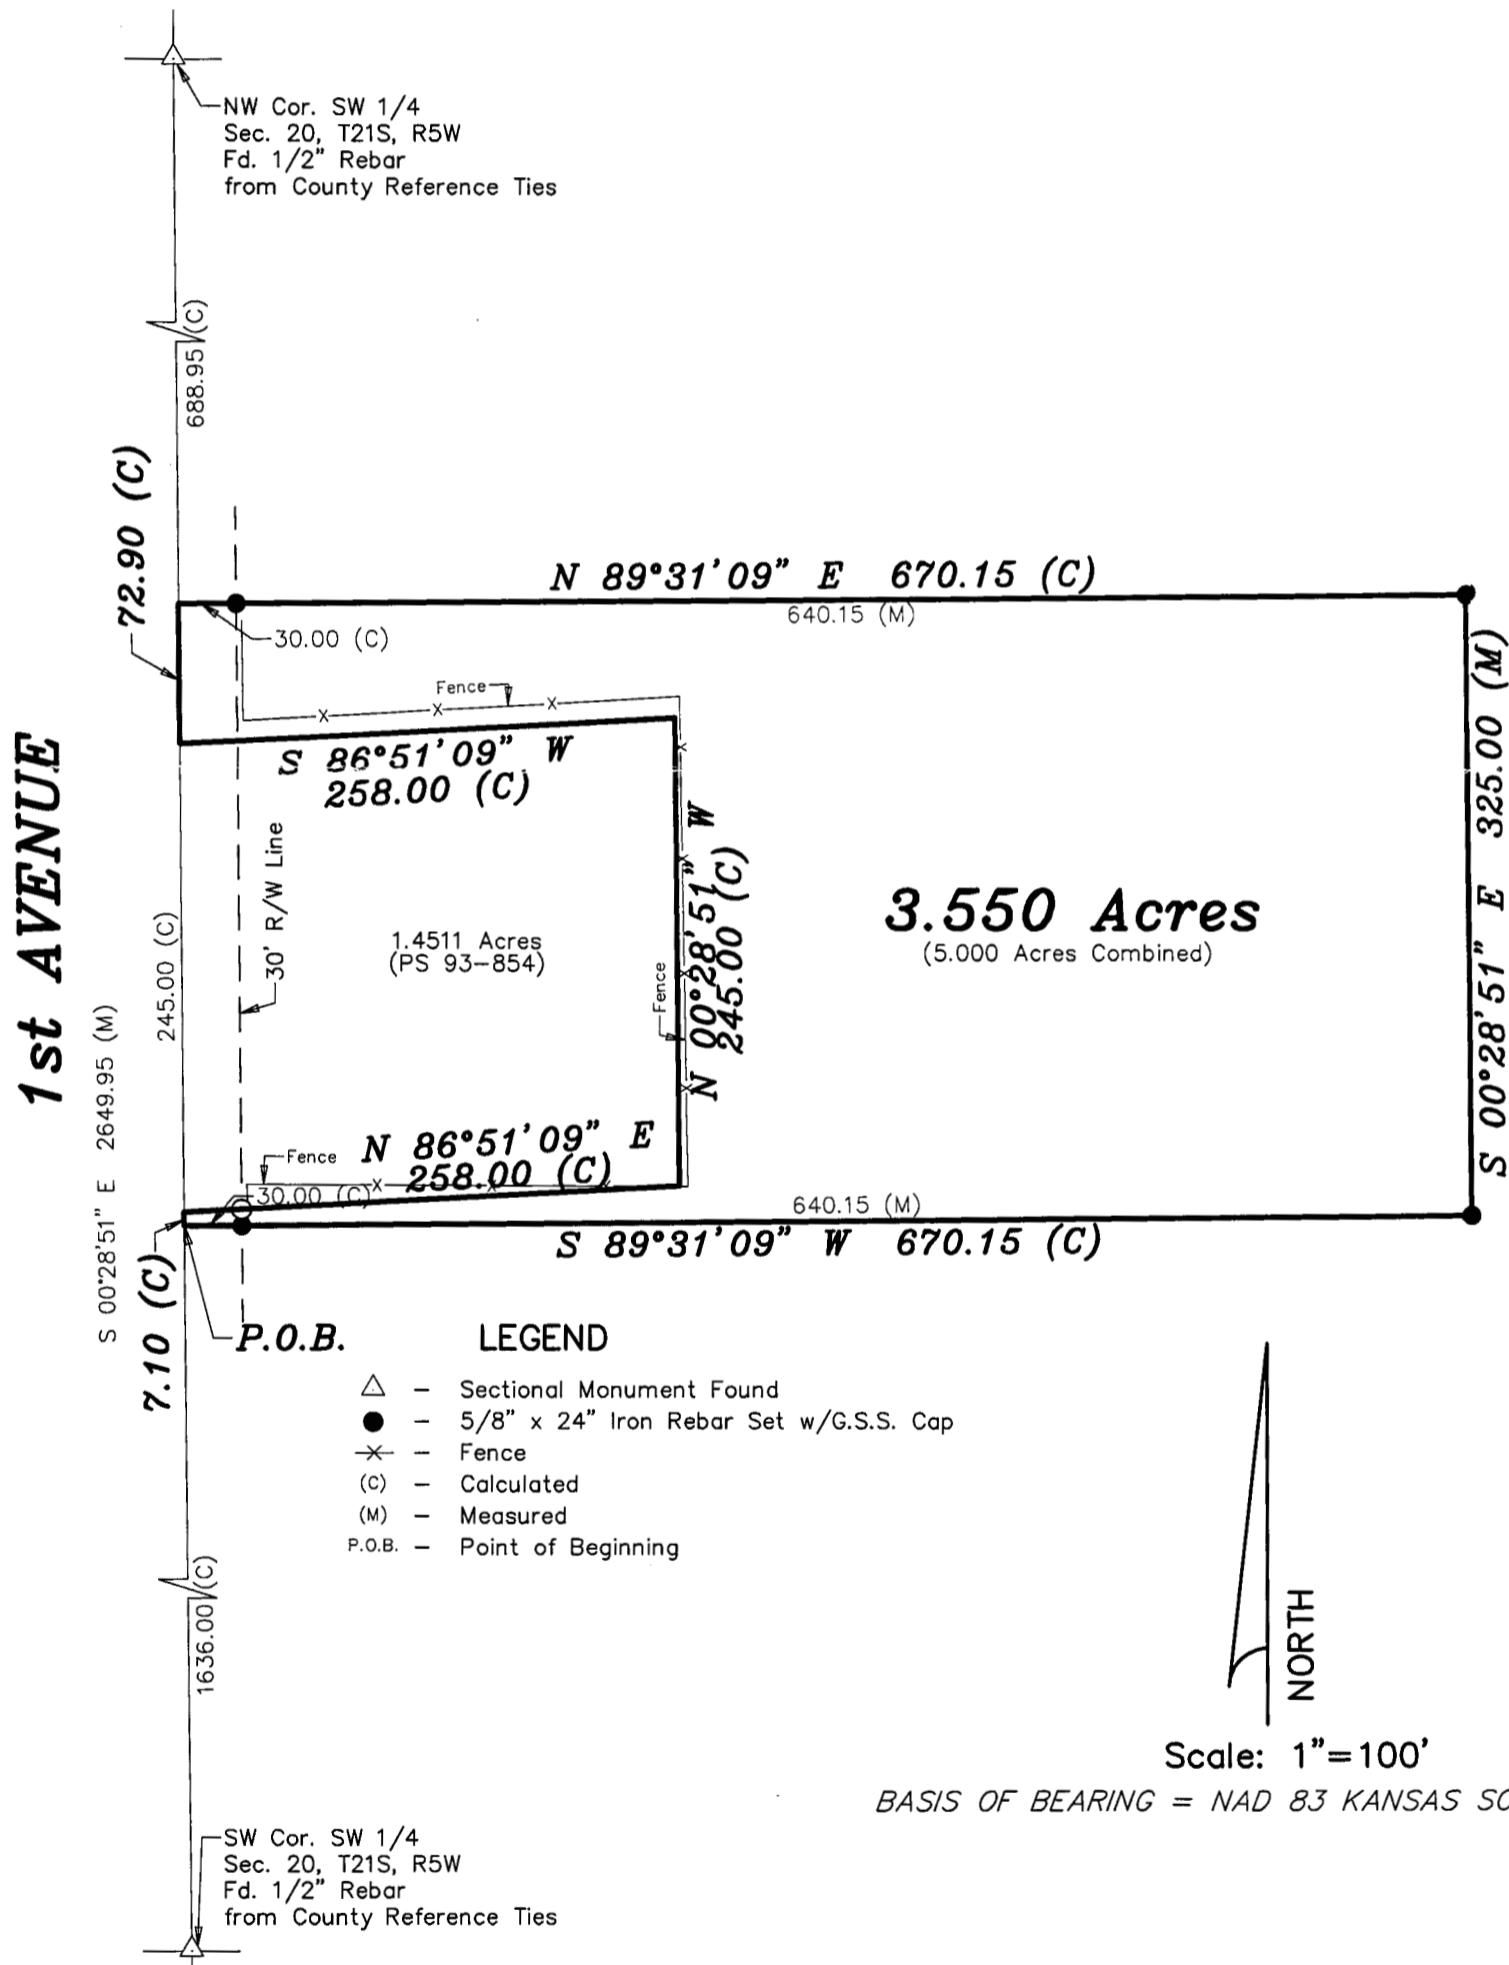 NW Cor. SW 1/4
Sec. 20, T21S, R5W
Fd. 1/2" Rebar
from County Reference Ties
688.95 (C)
72.90 (C)
N 89°31'09" E 670.15 (C)
640.15 (M)
30.00 (C)
Fence
S 86°51'09" W
258.00 (C)
1st AVENUE
30' R/W Line
245.00 (C)
S 00°28'51" E 2649.95 (M)
1.4511 Acres
(PS 93-854)
Fence
N 00°28'51" W
245.00 (C)
3.550 Acres
(5.000 Acres Combined)
S 00°28'51" E 325.00 (M)
Fence
N 86°51'09" E
258.00 (C)
30.00 (C)
640.15 (M)
S 89°31'09" W 670.15 (C)
7.10 (C)
P.O.B.
LEGEND
– Sectional Monument Found
– 5/8" x 24" Iron Rebar Set w/G.S.S. Cap
– Fence
(C) – Calculated
(M) – Measured
P.O.B. – Point of Beginning
1636.00 (C)
NORTH
Scale: 1"=100'
BASIS OF BEARING = NAD 83 KANSAS
SW Cor. SW 1/4
Sec. 20, T21S, R5W
Fd. 1/2" Rebar
from County Reference Ties